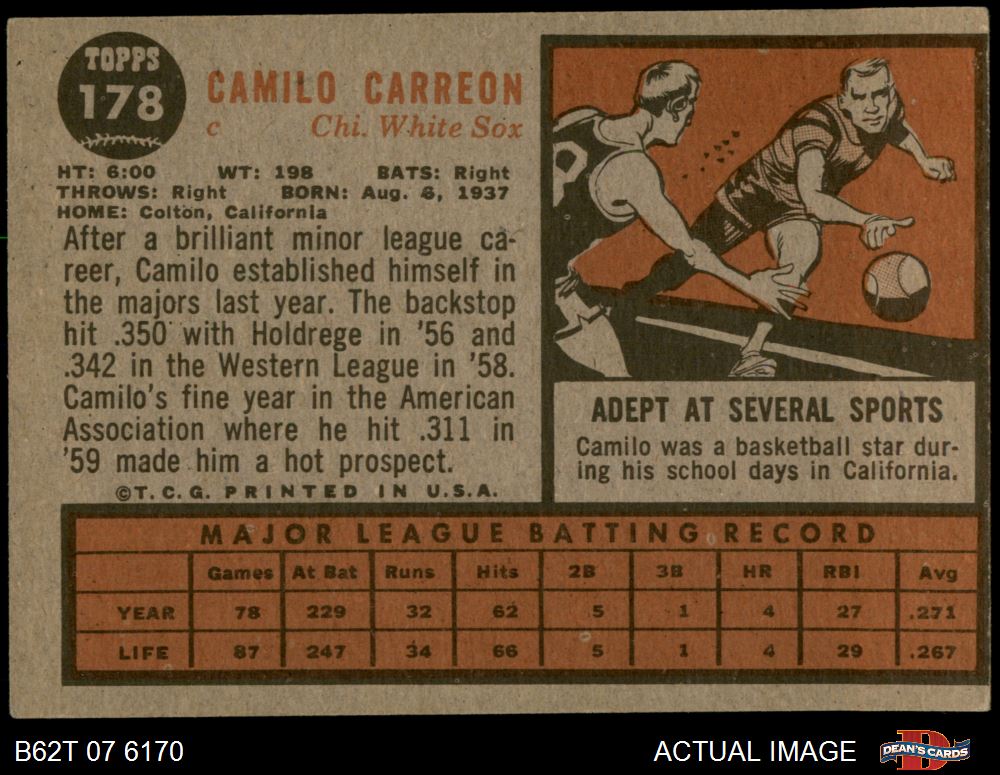 TOPPS
178
CAMILO CARREON
c Chi. White Sox
HT: 6:00 WT: 198 BATS: Right
THROWS: Right BORN: Aug. 6, 1937
HOME: Colton, California
After a brilliant minor league ca-
reer, Camilo established himself in
the majors last year. The backstop
hit .350 with Holdrege in '56 and
.342 in the Western League in '58.
Camilo's fine year in the American
Association where he hit .311 in
'59 made him a hot prospect.
©T.C.G. PRINTED IN U.S.A.
ADEPT AT SEVERAL SPORTS
Camilo was a basketball star dur-
ing his school days in California.
MAJOR LEAGUE BATTING RECORD
Games At Bat Runs Hits 2B 3B HR RBI Avg
YEAR 78 229 32 62 5 1 4 27 .271
LIFE 87 247 34 66 5 1 4 29 .267
B62T 07 6170
ACTUAL IMAGE
DEAN'S CARDS